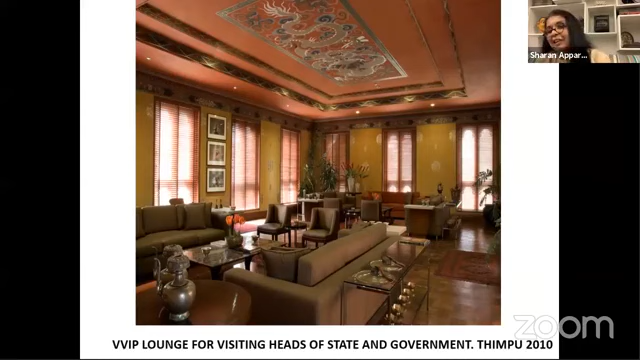 Sharan Appar...
VVIP LOUNGE FOR VISITING HEADS OF STATE AND GOVERNMENT. THIMPU 2010
zoom